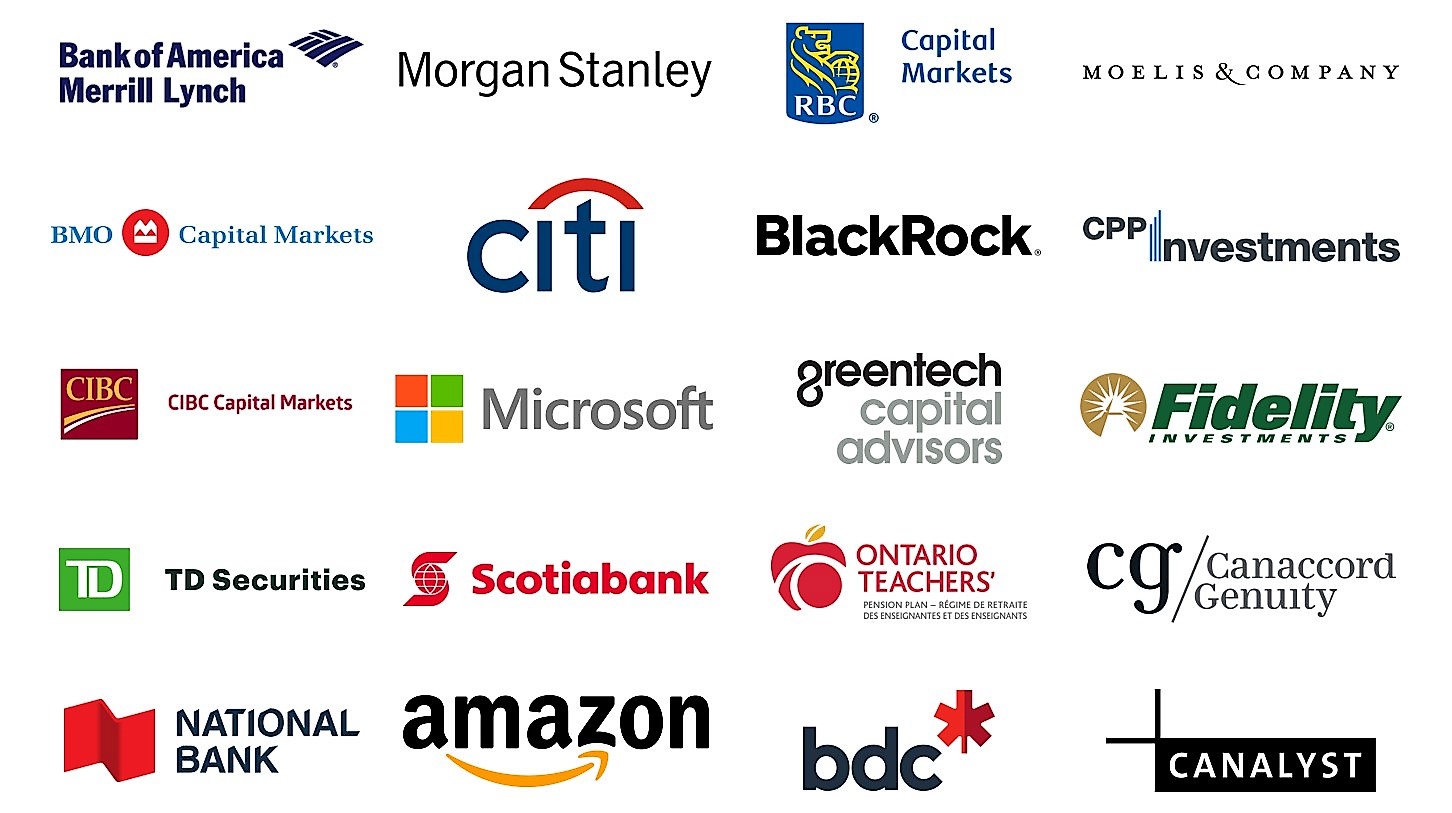 Bank of America
Merrill Lynch
Morgan Stanley
RBC ®
Capital
Markets
MOELIS & COMPANY
BMO Capital Markets
citi
BlackRock®
CPP Investments
CIBC
CIBC Capital Markets
Microsoft
greentech
capital
advisors
Fidelity®
INVESTMENTS
TD
TD Securities
Scotiabank
ONTARIO
TEACHERS'
PENSION PLAN – RÉGIME DE RETRAITE
DES ENSEIGNANTES ET DES ENSEIGNANTS
cg/Canaccord
Genuity
NATIONAL
BANK
amazon
bdc
CANALYST